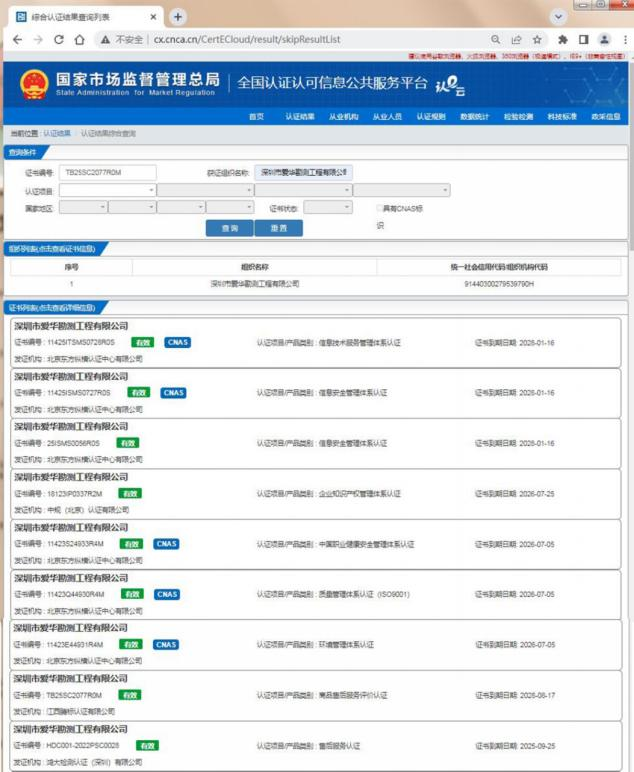 综合认证结果查询列表
不安全 | cx.cnca.cn/CertECloud/result/skipResultList
国家市场监督管理总局
State Administration for Market Regulation
全国认证认可信息公共服务平台 认e云
首页 认证结果 从业机构 从业人员 认证规则 数据统计 检验检测 科技标准 政策信息
当前位置: 认证结果 / 认证结果综合查询
查询条件
证书编号: TB25SC2077R0M 获证组织名称: 深圳市爱华勘测工程有限公司
认证项目:
国家地区: 证书状态: 具有CNAS标识
查询 重置
组织列表(点击查看证书信息)
序号 组织名称 统一社会信用代码/组织机构代码
1 深圳市爱华勘测工程有限公司 91440300279539790H
证书列表(点击查看详细信息)
深圳市爱华勘测工程有限公司
证书编号: 11425ITSMS0728R0S 有效 CNAS 认证项目/产品类别: 信息技术服务管理体系认证 证书到期日期: 2028-01-16
发证机构: 北京东方纵横认证中心有限公司
深圳市爱华勘测工程有限公司
证书编号: 11425ISMS0727R0S 有效 CNAS 认证项目/产品类别: 信息安全管理体系认证 证书到期日期: 2028-01-16
发证机构: 北京东方纵横认证中心有限公司
深圳市爱华勘测工程有限公司
证书编号: 25ISMS0056R0S 有效 认证项目/产品类别: 信息安全管理体系认证 证书到期日期: 2028-01-16
发证机构: 北京东方纵横认证中心有限公司
深圳市爱华勘测工程有限公司
证书编号: 18123IP0337R2M 有效 认证项目/产品类别: 企业知识产权管理体系认证 证书到期日期: 2026-07-25
发证机构: 中规（北京）认证有限公司
深圳市爱华勘测工程有限公司
证书编号: 11423S24933R4M 有效 CNAS 认证项目/产品类别: 中国职业健康安全管理体系认证 证书到期日期: 2026-07-05
发证机构: 北京东方纵横认证中心有限公司
深圳市爱华勘测工程有限公司
证书编号: 11423Q44930R4M 有效 CNAS 认证项目/产品类别: 质量管理体系认证（ISO9001） 证书到期日期: 2026-07-05
发证机构: 北京东方纵横认证中心有限公司
深圳市爱华勘测工程有限公司
证书编号: 11423E44931R4M 有效 CNAS 认证项目/产品类别: 环境管理体系认证 证书到期日期: 2026-07-05
发证机构: 北京东方纵横认证中心有限公司
深圳市爱华勘测工程有限公司
证书编号: TB25SC2077R0M 有效 认证项目/产品类别: 商品售后服务评价认证 证书到期日期: 2028-08-17
发证机构: 江西腾标认证有限公司
深圳市爱华勘测工程有限公司
证书编号: HDC001-2022PSC0028 有效 认证项目/产品类别: 售后服务认证 证书到期日期: 2025-09-25
发证机构: 鸿大检测认证（深圳）有限公司